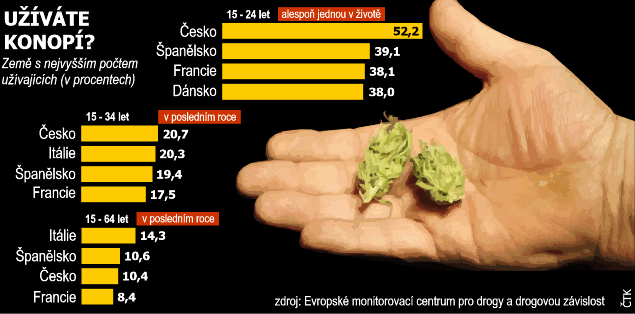 UŽÍVÁTE
KONOPÍ?
Země s nejvyšším počtem
užívajících (v procentech)
15 - 24 let alespoň jednou v životě
Česko 52,2
Španělsko 39,1
Francie 38,1
Dánsko 38,0
15 - 34 let v posledním roce
Česko 20,7
Itálie 20,3
Španělsko 19,4
Francie 17,5
15 - 64 let v posledním roce
Itálie 14,3
Španělsko 10,6
Česko 10,4
Francie 8,4
zdroj: Evropské monitorovací centrum pro drogy a drogovou závislost
ČTK